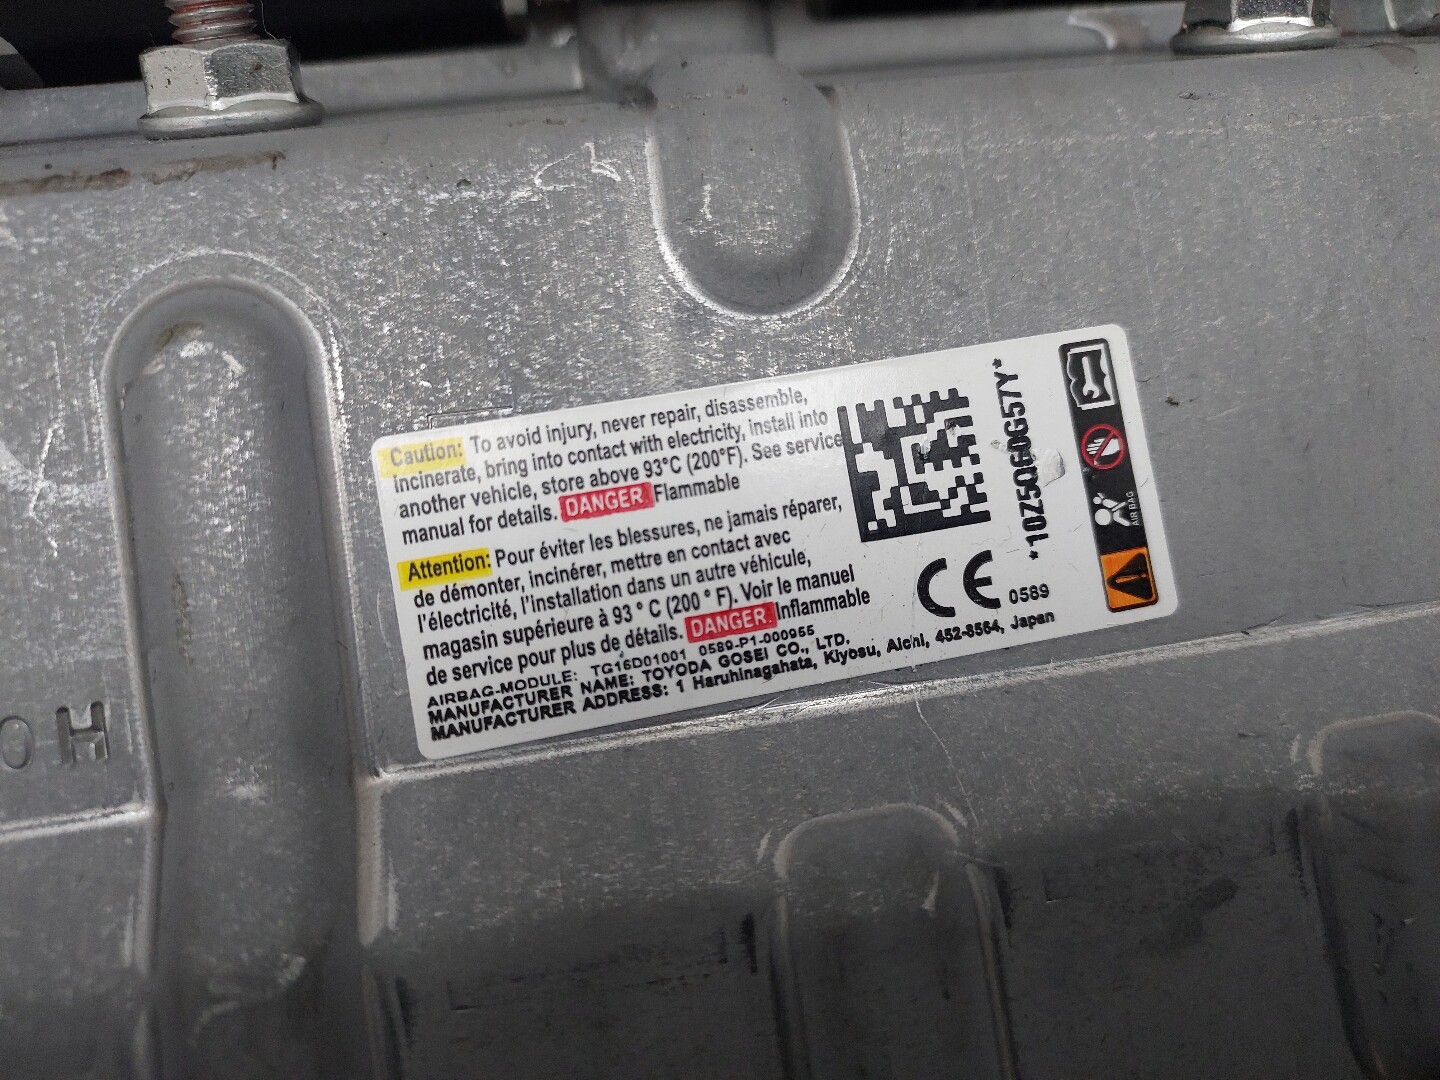 Caution: To avoid injury, never repair, disassemble,
incinerate, bring into contact with electricity, install into
another vehicle, store above 93°C (200°F). See service
manual for details. DANGER. Flammable
Attention: Pour éviter les blessures, ne jamais réparer,
de démonter, incinérer, mettre en contact avec
l'électricité, l'installation dans un autre véhicule,
magasin supérieure à 93 ° C (200 ° F). Voir le manuel
de service pour plus de détails. DANGER. Inflammable
AIRBAG-MODULE: TG16D01001 0589-P1-000955
MANUFACTURER NAME: TOYODA GOSEI CO., LTD.
MANUFACTURER ADDRESS: 1 Haruhinagahata, Kiyosu, Aichi, 452-8564, Japan
CE 0589
*10Z5Q60G57Y*
AIRBAG
OH